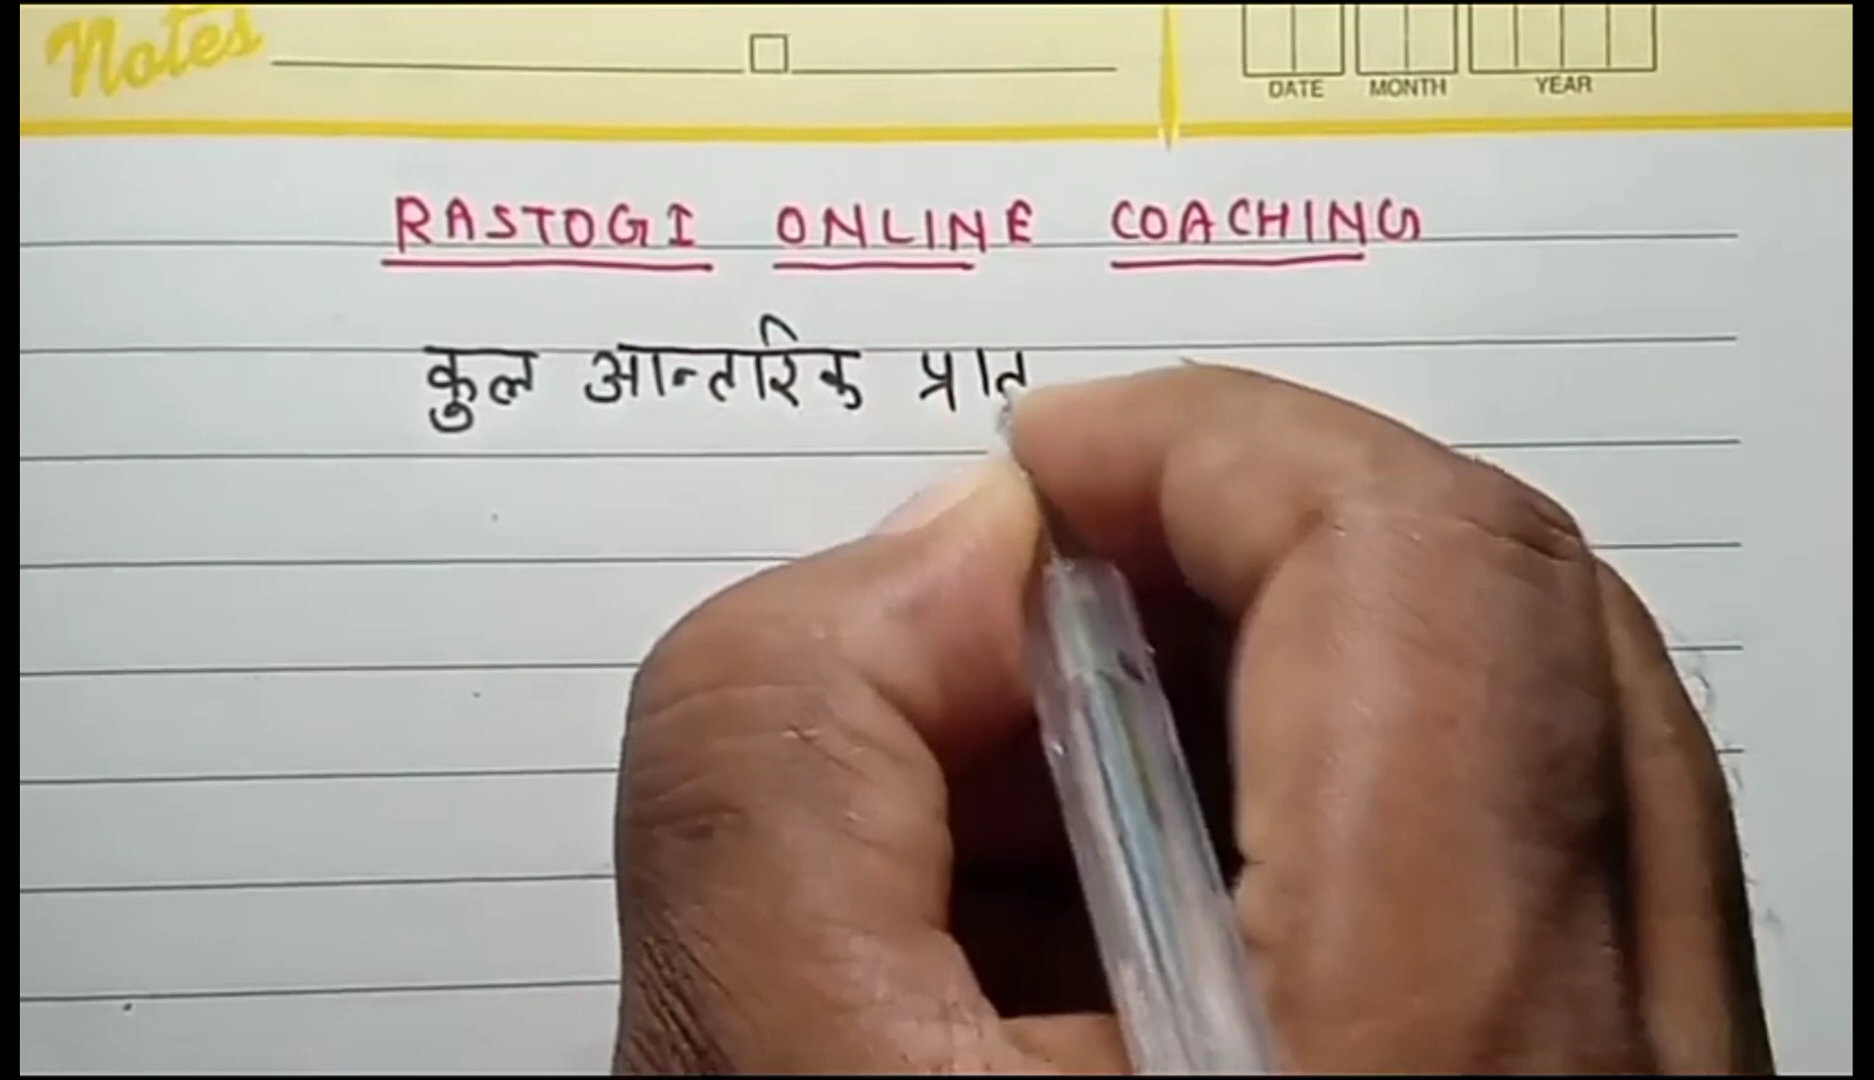 Notes
DATE MONTH YEAR
RASTOGI ONLINE COACHING
कुल आन्तरिक प्रात